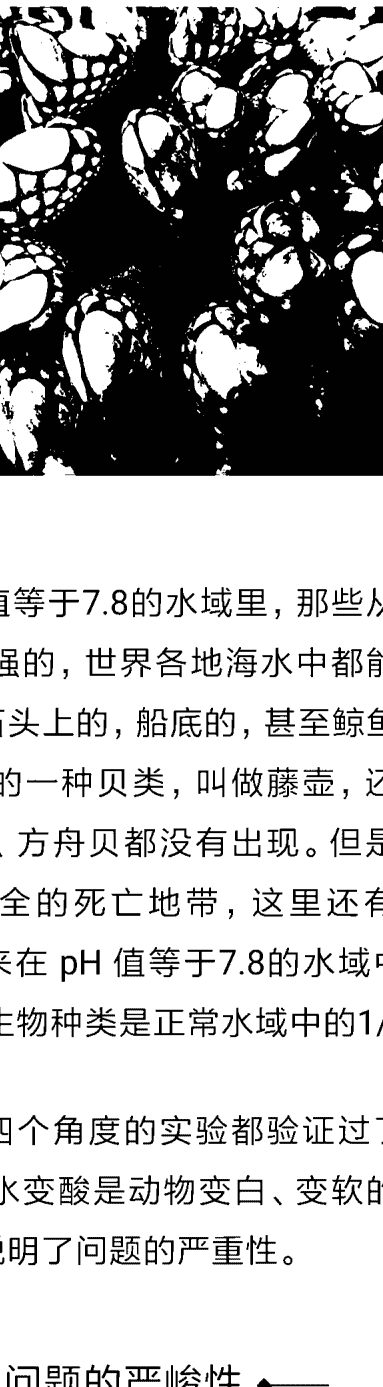 值等于7.8的水域里，那些从
强的，世界各地海水中都能
石头上的，船底的，甚至鲸鱼
的一种贝类，叫做藤壶，还
、方舟贝都没有出现。但是
全的死亡地带，这里还有
来在 pH 值等于7.8的水域中
生物种类是正常水域中的1/
四个角度的实验都验证过了
水变酸是动物变白、变软的
说明了问题的严重性。
问题的严峻性